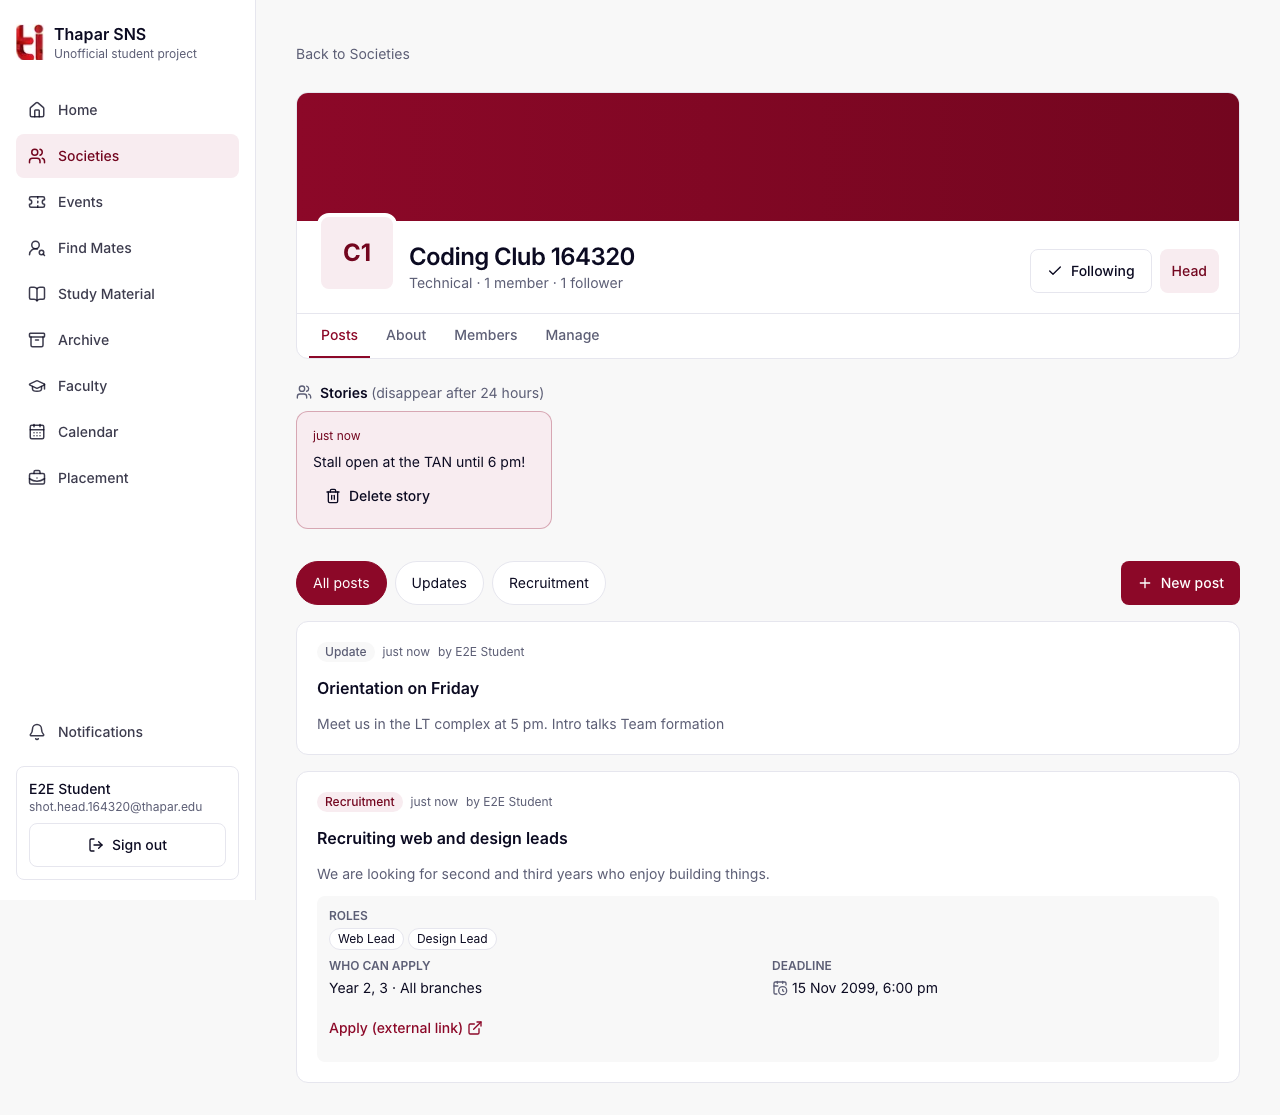 ti Thapar SNS
Unofficial student project
Home
Societies
Events
Find Mates
Study Material
Archive
Faculty
Calendar
Placement
Notifications
E2E Student
shot.head.164320@thapar.edu
Sign out
Back to Societies
C1
Coding Club 164320
Technical · 1 member · 1 follower
Following
Head
Posts About Members Manage
Stories (disappear after 24 hours)
just now
Stall open at the TAN until 6 pm!
Delete story
All posts Updates Recruitment
New post
Update just now by E2E Student
Orientation on Friday
Meet us in the LT complex at 5 pm. Intro talks Team formation
Recruitment just now by E2E Student
Recruiting web and design leads
We are looking for second and third years who enjoy building things.
ROLES
Web Lead Design Lead
WHO CAN APPLY DEADLINE
Year 2, 3 · All branches 15 Nov 2099, 6:00 pm
Apply (external link)